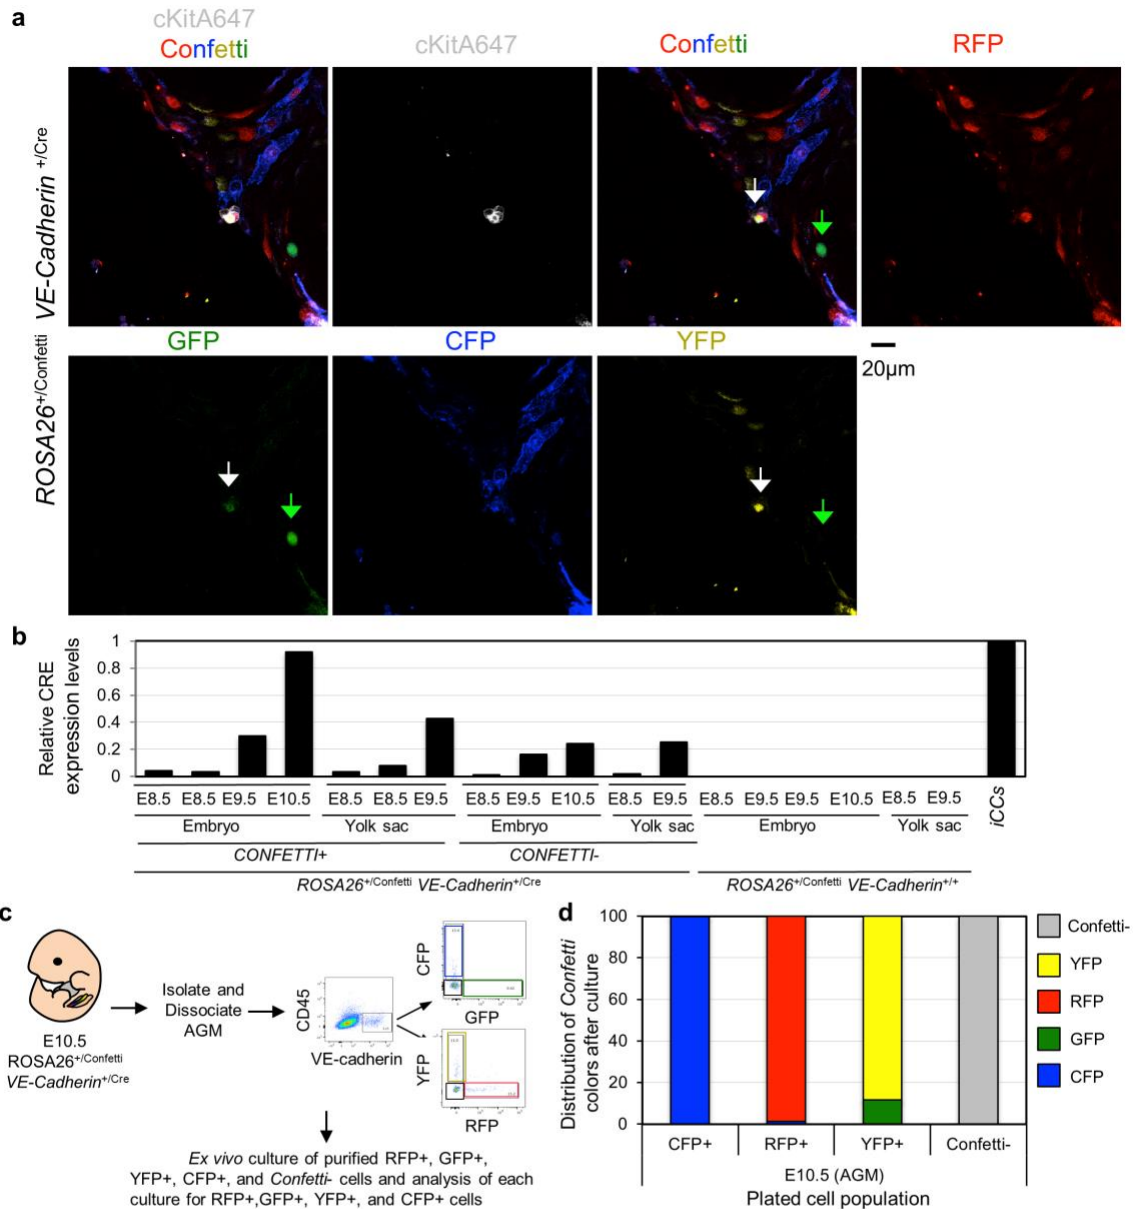 a
cKitA647
Confetti
cKitA647
Confetti
RFP
VE-Cadherin +/Cre
ROSA26+/Confetti
GFP
CFP
YFP
20µm
b
Relative CRE
expression levels
1
0.8
0.6
0.4
0.2
0
E8.5 E8.5 E9.5 E10.5 E8.5 E8.5 E9.5 E8.5 E9.5 E10.5 E8.5 E9.5 E8.5 E9.5 E9.5 E10.5 E8.5 E9.5 iCCs
Embryo Yolk sac Embryo Yolk sac Embryo Yolk sac
CONFETTI+ CONFETTI-
ROSA26+/Confetti VE-Cadherin+/Cre ROSA26+/Confetti VE-Cadherin+/+
c
E10.5
ROSA26+/Confetti
VE-Cadherin+/Cre
Isolate and
Dissociate
AGM
CD45
VE-cadherin
CFP
GFP
YFP
RFP
Ex vivo culture of purified RFP+, GFP+,
YFP+, CFP+, and Confetti- cells and analysis of each
culture for RFP+,GFP+, YFP+, and CFP+ cells
d
Distribution of Confetti
colors after culture
100
80
60
40
20
0
CFP+ RFP+ YFP+ Confetti-
E10.5 (AGM)
Plated cell population
Confetti-
YFP
RFP
GFP
CFP